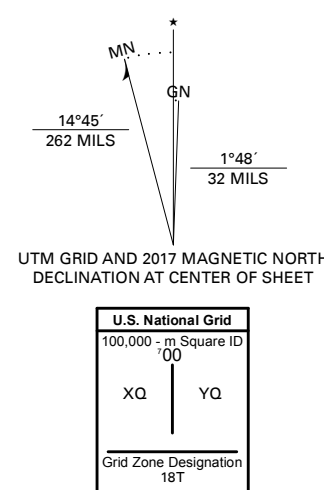 ★
MN
GN
14°45´
262 MILS
1°48´
32 MILS
UTM GRID AND 2017 MAGNETIC NORTH
DECLINATION AT CENTER OF SHEET
U.S. National Grid
100,000 - m Square ID
⁷00
XQ YQ
Grid Zone Designation
18T